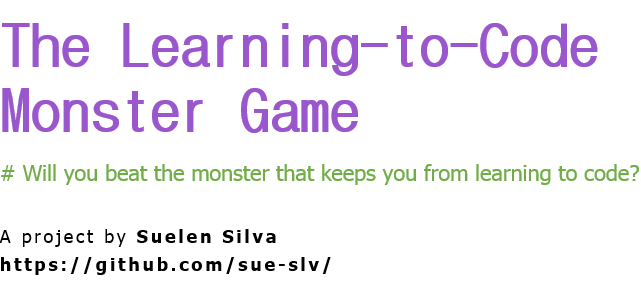 The Learning-to-Code
Monster Game
# Will you beat the monster that keeps you from learning to code?
A project by Suelen Silva
https://github.com/sue-slv/